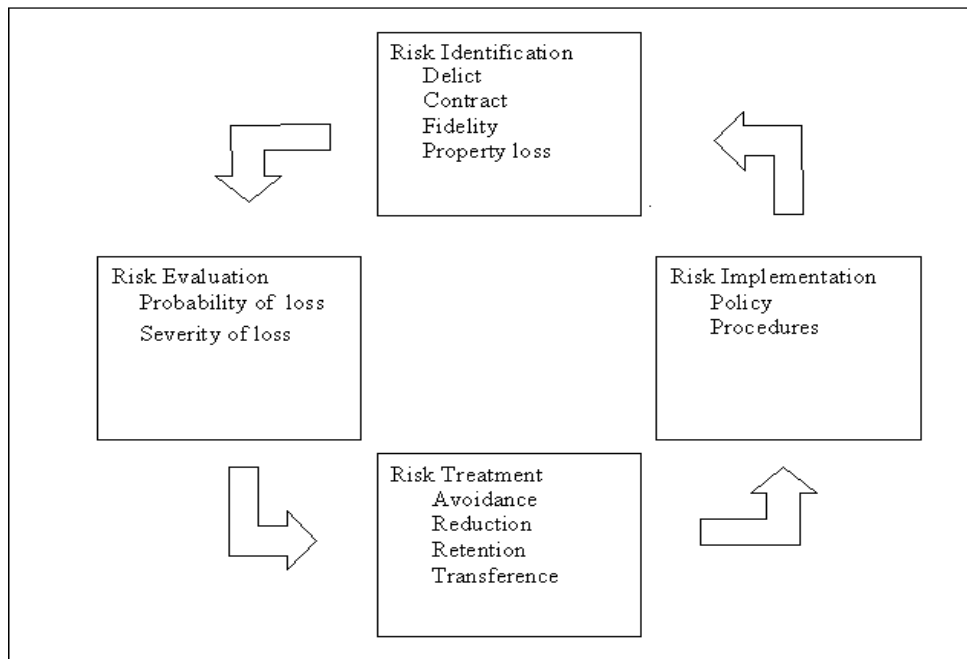 Risk Identification
Delict
Contract
Fidelity
Property loss
Risk Evaluation
Probability of loss
Severity of loss
Risk Implementation
Policy
Procedures
Risk Treatment
Avoidance
Reduction
Retention
Transference